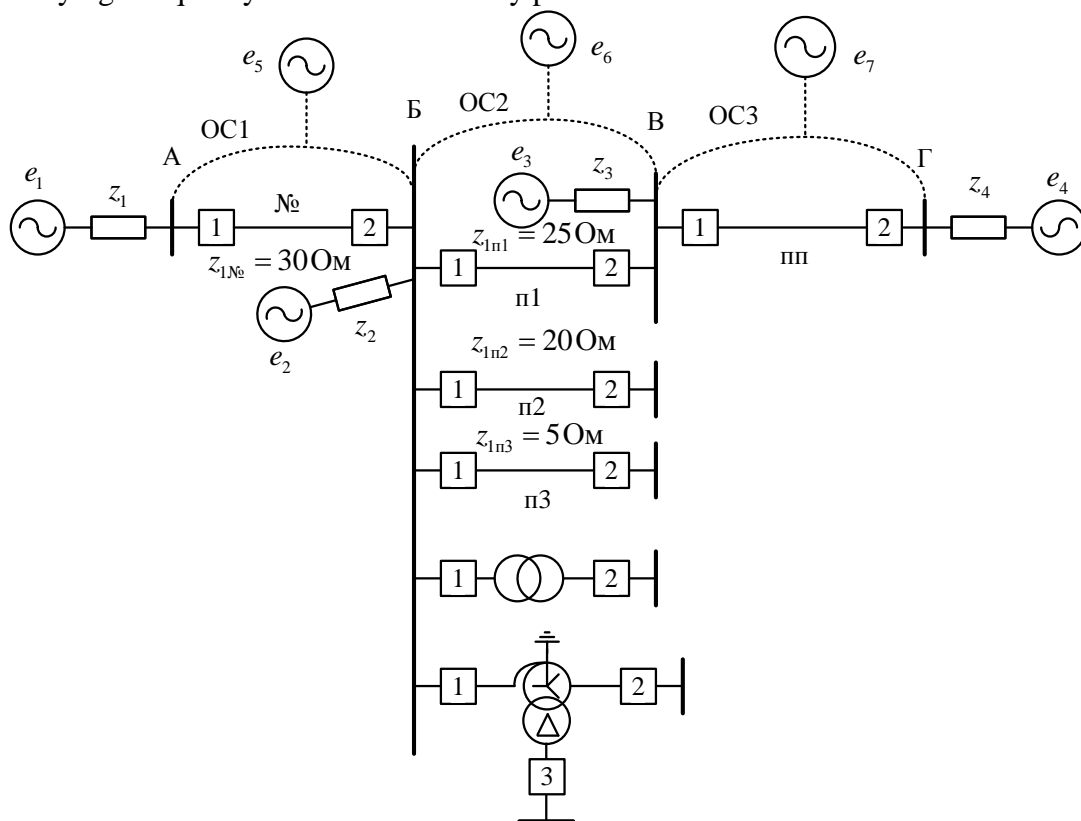 e₅
e₆
e₇
Б
ОС2
В
ОС3
ОС1
А
Г
e₃
z₃
e₁
z₁
№
z₄
e₄
1
2
1
2
z₁п₁ = 25 Ом
z₁№ = 30 Ом
1
2
пп
п1
z₂
e₂
z₁п₂ = 20 Ом
1
2
п2
z₁п₃ = 5 Ом
1
2
п3
1
2
1
2
3